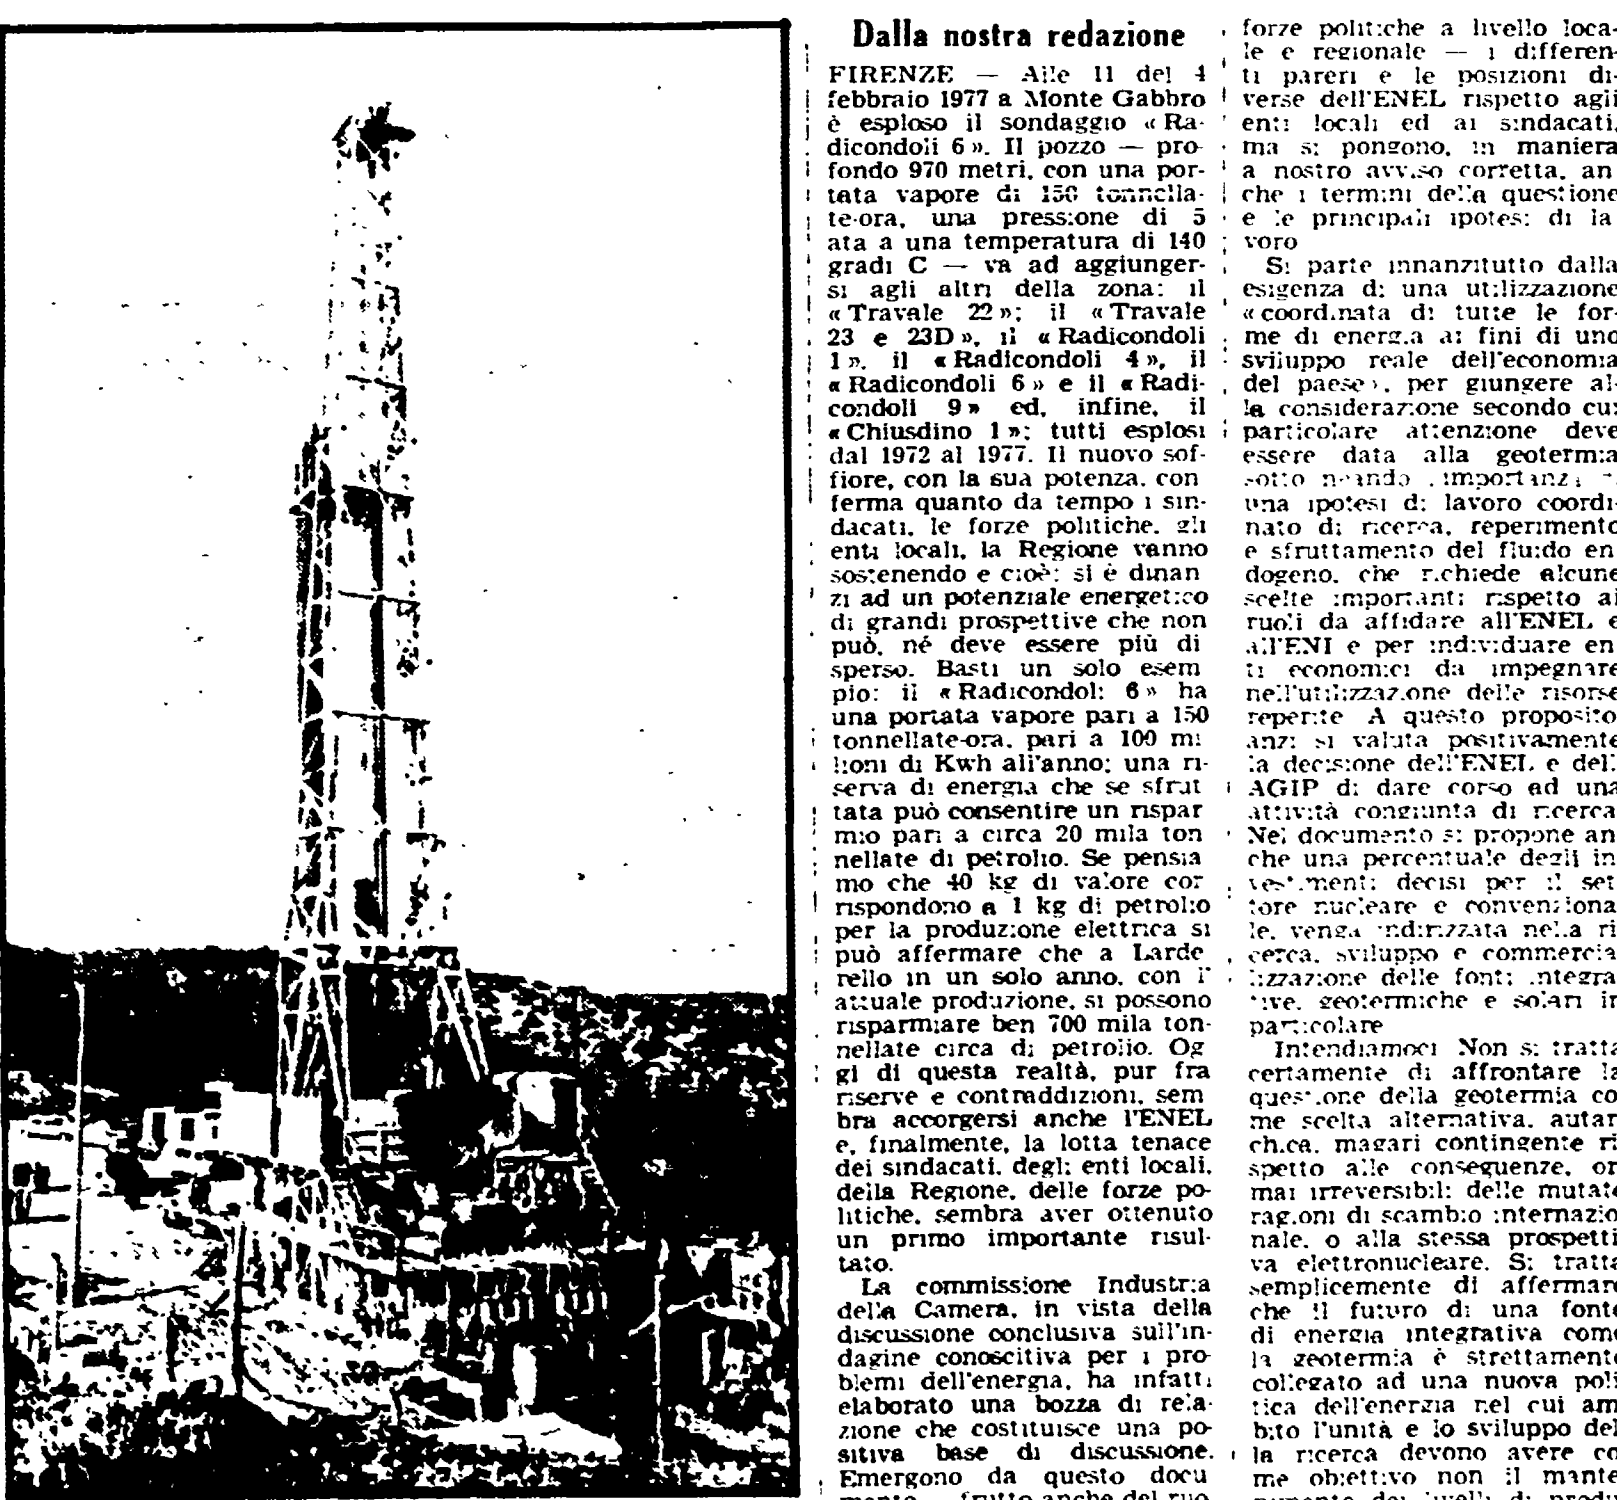 Dalla nostra redazione
FIRENZE — Alle 11 del 4
febbraio 1977 a Monte Gabbro
è esploso il sondaggio « Ra-
dicondoli 6 ». Il pozzo — pro-
fondo 970 metri, con una por-
tata vapore di 150 tonnella-
te-ora, una pressione di 5
ata a una temperatura di 140
gradi C — va ad aggiunger-
si agli altri della zona: il
« Travale 22 »; il « Travale
23 e 23D », il « Radicondoli
1 », il « Radicondoli 4 », il
« Radicondoli 6 » e il « Radi-
condoli 9 » ed, infine, il
« Chiusdino 1 »: tutti esplosi
dal 1972 al 1977. Il nuovo sof-
fiore, con la sua potenza, con
ferma quanto da tempo i sin-
dacati, le forze politiche, gli
enti locali, la Regione vanno
sostenendo e cioè: si è dinan
zi ad un potenziale energetico
di grandi prospettive che non
può, né deve essere più di
sperso. Basti un solo esem
pio: il « Radicondoli 6 » ha
una portata vapore pari a 150
tonnellate-ora, pari a 100 mi
lioni di Kwh all'anno; una ri-
serva di energia che se sfrut
tata può consentire un rispar
mio pari a circa 20 mila ton
nellate di petrolio. Se pensia
mo che 40 kg di valore cor
rispondono a 1 kg di petrolio
per la produzione elettrica si
può affermare che a Larde
rello in un solo anno, con l'
attuale produzione, si possono
risparmiare ben 700 mila ton-
nellate circa di petrolio. Og
gi di questa realtà, pur fra
riserve e contraddizioni, sem
bra accorgersi anche l'ENEL
e, finalmente, la lotta tenace
dei sindacati, degli enti locali,
della Regione, delle forze po-
litiche, sembra aver ottenuto
un primo importante risul-
tato.
La commissione Industria
della Camera, in vista della
discussione conclusiva sull'in-
dagine conoscitiva per i pro-
blemi dell'energia, ha infatti
elaborato una bozza di rela-
zione che costituisce una po-
sitiva base di discussione.
Emergono da questo docu
frutto anche del ruo
forze politiche a livello loca-
le e regionale — i differen-
ti pareri e le posizioni di-
verse dell'ENEL rispetto agli
enti locali ed ai sindacati,
ma si pongono, in maniera
a nostro avviso corretta, an
che i termini della questione
e le principali ipotesi di la
voro
Si parte innanzitutto dalla
esigenza di una utilizzazione
« coordinata di tutte le for-
me di energia ai fini di uno
sviluppo reale dell'economia
del paese », per giungere al-
la considerazione secondo cui
particolare attenzione deve
essere data alla geotermia
una ipotesi di lavoro coordi-
nato di ricerca, reperimento
e sfruttamento del fluido en
dogeno, che richiede alcune
scelte importanti rispetto ai
ruoli da affidare all'ENEL e
all'ENI e per individuare en
ti economici da impegnare
nell'utilizzazione delle risorse
reperite A questo proposito
anzi si valuta positivamente
la decisione dell'ENEL e dell'
AGIP di dare corso ad una
attività congiunta di ricerca
Nel documento si propone an
che una percentuale degli in
vestimenti decisi per il set
tore nucleare e convenziona
le, venga indirizzata nella ri
cerca, sviluppo e commercia
lizzazione delle fonti integra
tive, geotermiche e solari in
particolare
Intendiamoci Non si tratta
certamente di affrontare la
questione della geotermia co
me scelta alternativa, autar
chica, magari contingente ri
spetto alle conseguenze, or
mai irreversibili delle mutate
ragioni di scambio internazio
nale, o alla stessa prospetti
va elettronucleare. Si tratta
semplicemente di affermare
che il futuro di una fonte
di energia integrativa come
la geotermia è strettamente
collegato ad una nuova poli
tica dell'energia nel cui am
bito l'unità e lo sviluppo del
la ricerca devono avere co
me obiettivo non il mante